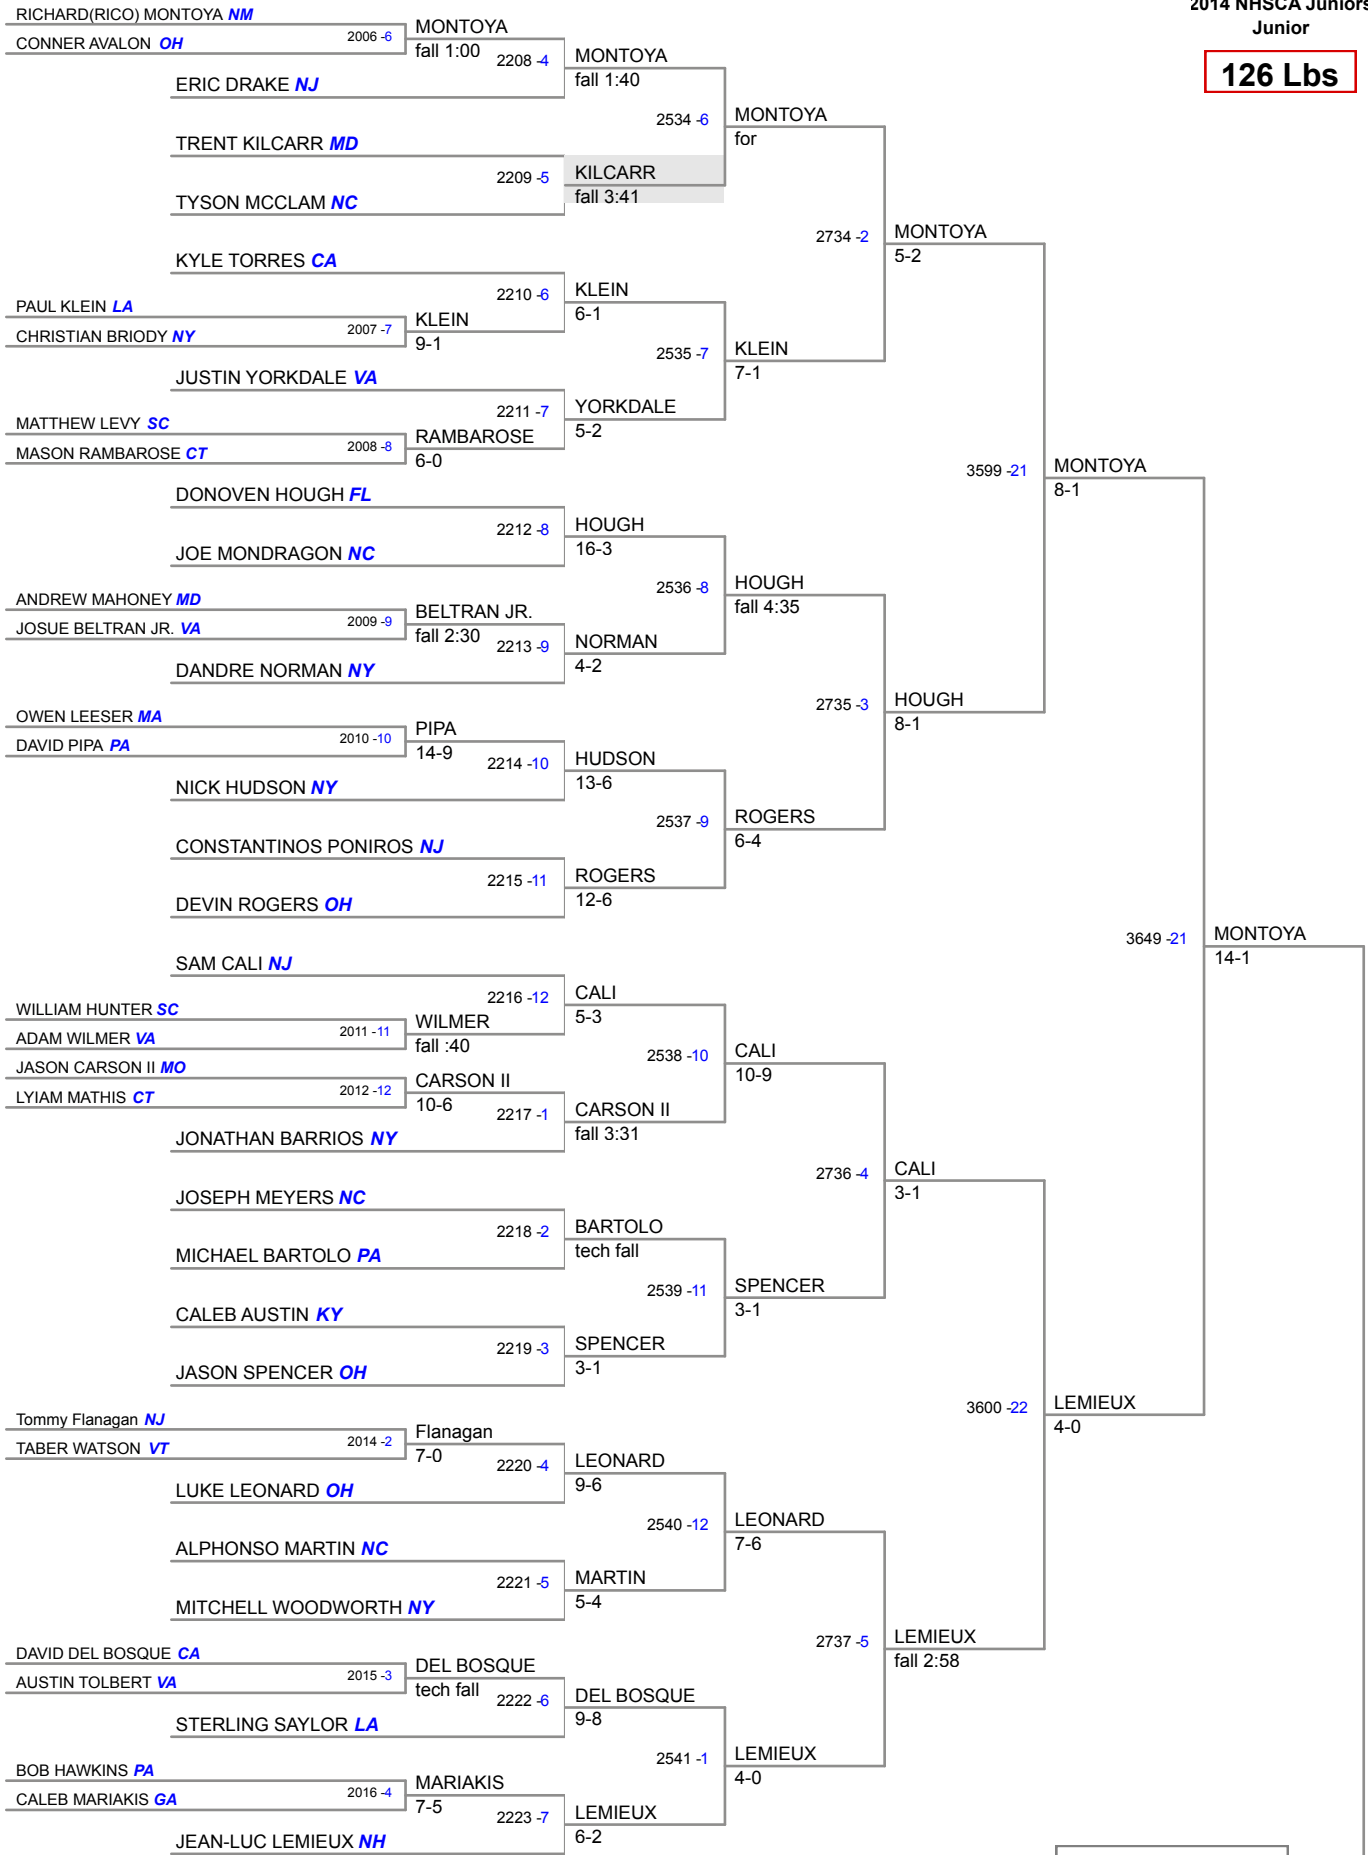 2014 NHSCA Juniors
Junior
126 Lbs
RICHARD(RICO) MONTOYA NM
CONNER AVALON OH
2006 -6
MONTOYA
fall 1:00
ERIC DRAKE NJ
2208 -4
MONTOYA
fall 1:40
TRENT KILCARR MD
TYSON MCCLAM NC
2209 -5
KILCARR
fall 3:41
2534 -6
MONTOYA
for
KYLE TORRES CA
PAUL KLEIN LA
CHRISTIAN BRIODY NY
2007 -7
KLEIN
9-1
2210 -6
KLEIN
6-1
JUSTIN YORKDALE VA
MATTHEW LEVY SC
MASON RAMBAROSE CT
2008 -8
RAMBAROSE
6-0
2211 -7
YORKDALE
5-2
2535 -7
KLEIN
7-1
2734 -2
MONTOYA
5-2
DONOVEN HOUGH FL
JOE MONDRAGON NC
2212 -8
HOUGH
16-3
ANDREW MAHONEY MD
JOSUE BELTRAN JR. VA
2009 -9
BELTRAN JR.
fall 2:30
DANDRE NORMAN NY
2213 -9
NORMAN
4-2
2536 -8
HOUGH
fall 4:35
OWEN LEESER MA
DAVID PIPA PA
2010 -10
PIPA
14-9
NICK HUDSON NY
2214 -10
HUDSON
13-6
CONSTANTINOS PONIROS NJ
DEVIN ROGERS OH
2215 -11
ROGERS
12-6
2537 -9
ROGERS
6-4
2735 -3
HOUGH
8-1
3599 -21
MONTOYA
8-1
SAM CALI NJ
WILLIAM HUNTER SC
ADAM WILMER VA
2011 -11
WILMER
fall :40
2216 -12
CALI
5-3
JASON CARSON II MO
LYIAM MATHIS CT
2012 -12
CARSON II
10-6
JONATHAN BARRIOS NY
2217 -1
CARSON II
fall 3:31
2538 -10
CALI
10-9
JOSEPH MEYERS NC
MICHAEL BARTOLO PA
2218 -2
BARTOLO
tech fall
CALEB AUSTIN KY
JASON SPENCER OH
2219 -3
SPENCER
3-1
2539 -11
SPENCER
3-1
2736 -4
CALI
3-1
Tommy Flanagan NJ
TABER WATSON VT
2014 -2
Flanagan
7-0
LUKE LEONARD OH
2220 -4
LEONARD
9-6
ALPHONSO MARTIN NC
MITCHELL WOODWORTH NY
2221 -5
MARTIN
5-4
2540 -12
LEONARD
7-6
DAVID DEL BOSQUE CA
AUSTIN TOLBERT VA
2015 -3
DEL BOSQUE
tech fall
STERLING SAYLOR LA
2222 -6
DEL BOSQUE
9-8
BOB HAWKINS PA
CALEB MARIAKIS GA
2016 -4
MARIAKIS
7-5
JEAN-LUC LEMIEUX NH
2223 -7
LEMIEUX
6-2
2541 -1
LEMIEUX
4-0
2737 -5
LEMIEUX
fall 2:58
3600 -22
LEMIEUX
4-0
3649 -21
MONTOYA
14-1